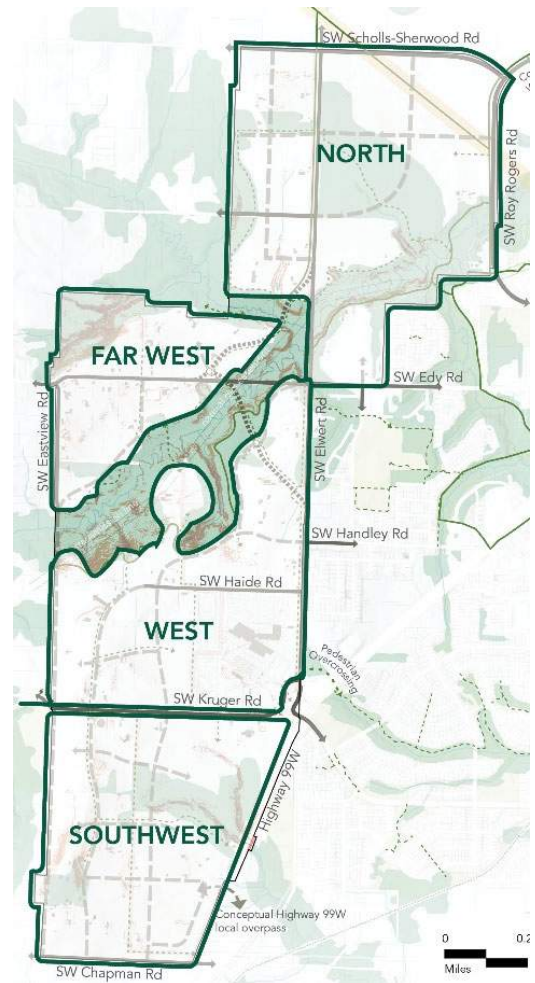 SW Scholls-Sherwood Rd
NORTH
SW Roy Rogers Rd
FAR WEST
SW Edy Rd
SW Eastview Rd
SW Elwert Rd
SW Handley Rd
SW Haide Rd
WEST
Pedestrian
Overcrossing
SW Kruger Rd
Highway 99W
SOUTHWEST
Conceptual Highway 99W
local overpass
SW Chapman Rd
0 0.2
Miles